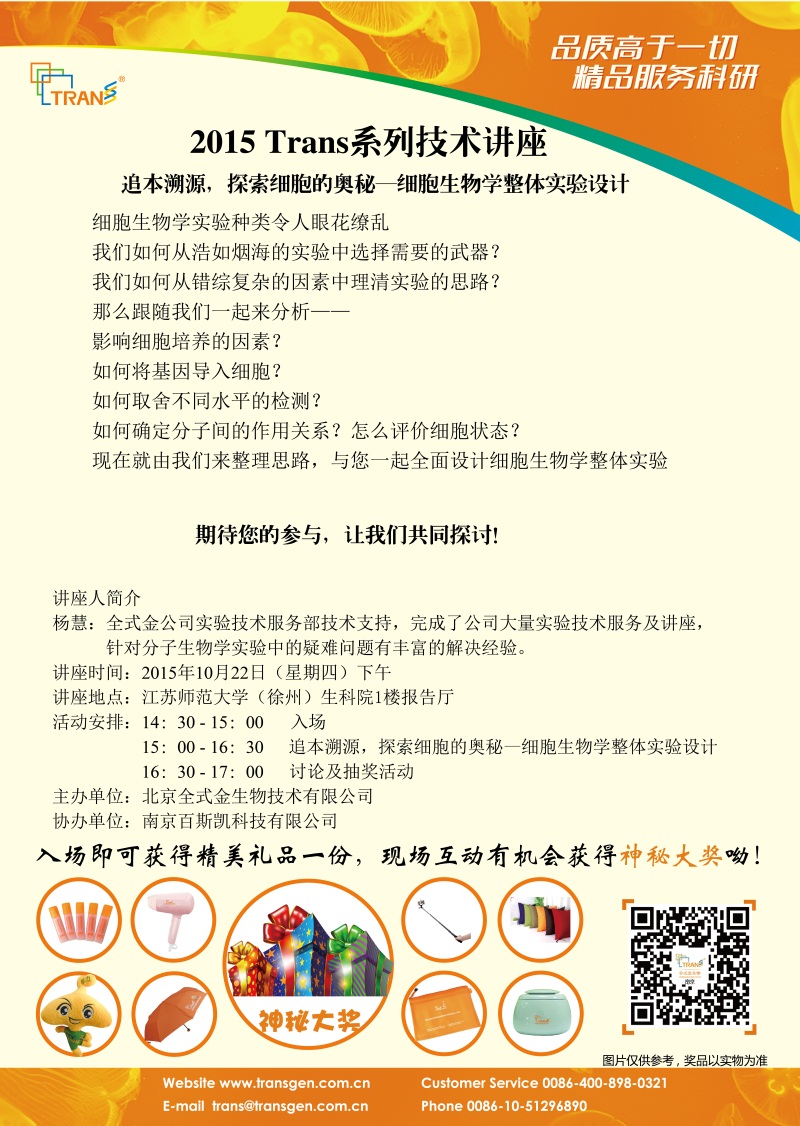 品质高于一切
精品服务科研
TRANS®
2015 Trans系列技术讲座
追本溯源，探索细胞的奥秘—细胞生物学整体实验设计
细胞生物学实验种类令人眼花缭乱
我们如何从浩如烟海的实验中选择需要的武器？
我们如何从错综复杂的因素中理清实验的思路？
那么跟随我们一起来分析——
影响细胞培养的因素？
如何将基因导入细胞？
如何取舍不同水平的检测？
如何确定分子间的作用关系？怎么评价细胞状态？
现在就由我们来整理思路，与您一起全面设计细胞生物学整体实验
期待您的参与，让我们共同探讨!
讲座人简介
杨慧：全式金公司实验技术服务部技术支持，完成了公司大量实验技术服务及讲座，
针对分子生物学实验中的疑难问题有丰富的解决经验。
讲座时间：2015年10月22日（星期四）下午
讲座地点：江苏师范大学（徐州）生科院1楼报告厅
活动安排：14：30 - 15：00 入场
15：00 - 16：30 追本溯源，探索细胞的奥秘—细胞生物学整体实验设计
16：30 - 17：00 讨论及抽奖活动
主办单位：北京全式金生物技术有限公司
协办单位：南京百斯凯科技有限公司
入场即可获得精美礼品一份，现场互动有机会获得神秘大奖呦！
神秘大奖
TRANS
图片仅供参考，奖品以实物为准
Website www.transgen.com.cn Customer Service 0086-400-898-0321
E-mail trans@transgen.com.cn Phone 0086-10-51296890